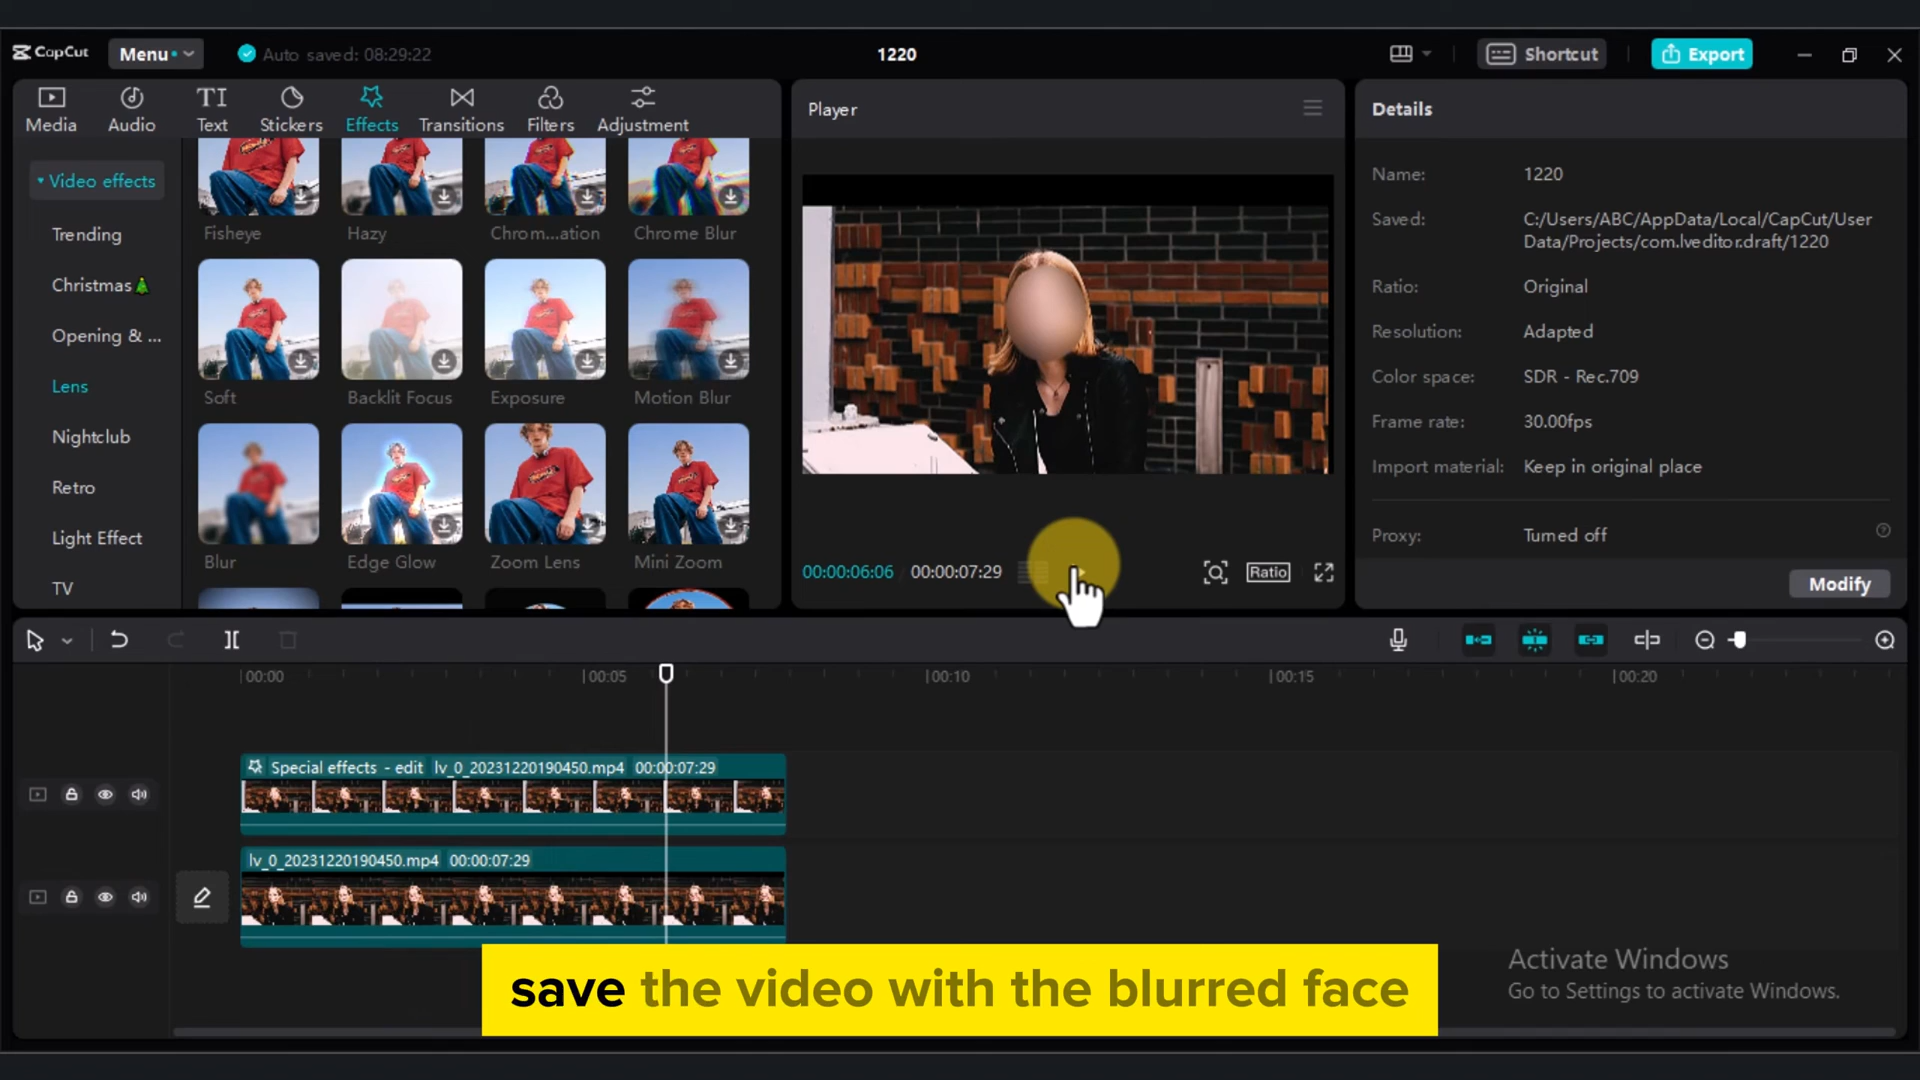 CapCut
Menu
Auto saved: 08:29:22
1220
Shortcut
Export
Media
Audio
Text
Stickers
Effects
Transitions
Filters
Adjustment
Video effects
Trending
Christmas🎄
Opening & ...
Lens
Nightclub
Retro
Light Effect
TV
Fisheye
Hazy
Chrom...ation
Chrome Blur
Soft
Backlit Focus
Exposure
Motion Blur
Blur
Edge Glow
Zoom Lens
Mini Zoom
Player
00:00:06:06 / 00:00:07:29
Ratio
Details
Name: 1220
Saved: C:/Users/ABC/AppData/Local/CapCut/User
Data/Projects/com.lveditor.draft/1220
Ratio: Original
Resolution: Adapted
Color space: SDR - Rec.709
Frame rate: 30.00fps
Import material: Keep in original place
Proxy: Turned off
Modify
00:00
00:05
00:10
00:15
00:20
Special effects - edit lv_0_20231220190450.mp4 00:00:07:29
lv_0_20231220190450.mp4 00:00:07:29
save the video with the blurred face
Activate Windows
Go to Settings to activate Windows.